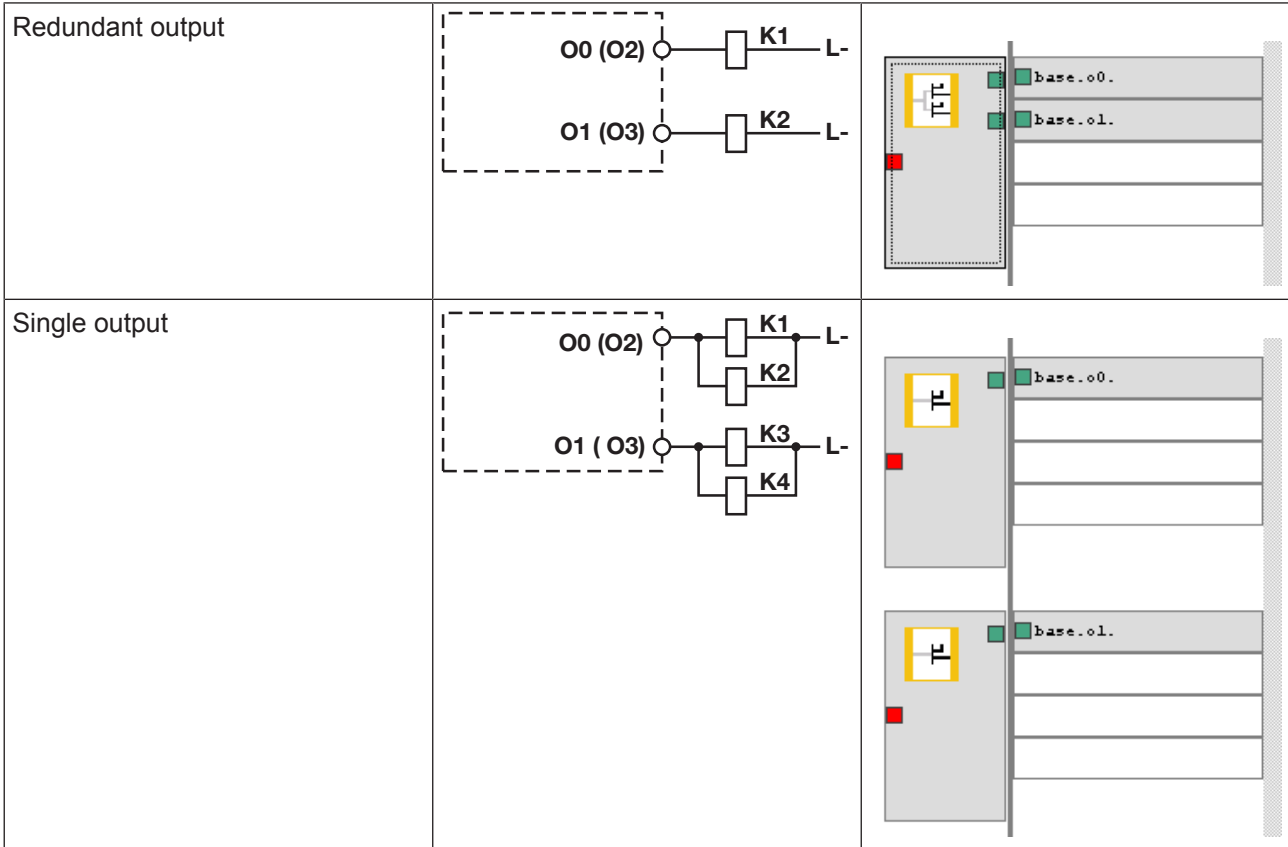 Redundant output
O0 (O2) K1 L-
O1 (O3) K2 L-
base.o0.
base.o1.
Single output
O0 (O2) K1 L-
K2
O1 ( O3) K3 L-
K4
base.o0.
base.o1.